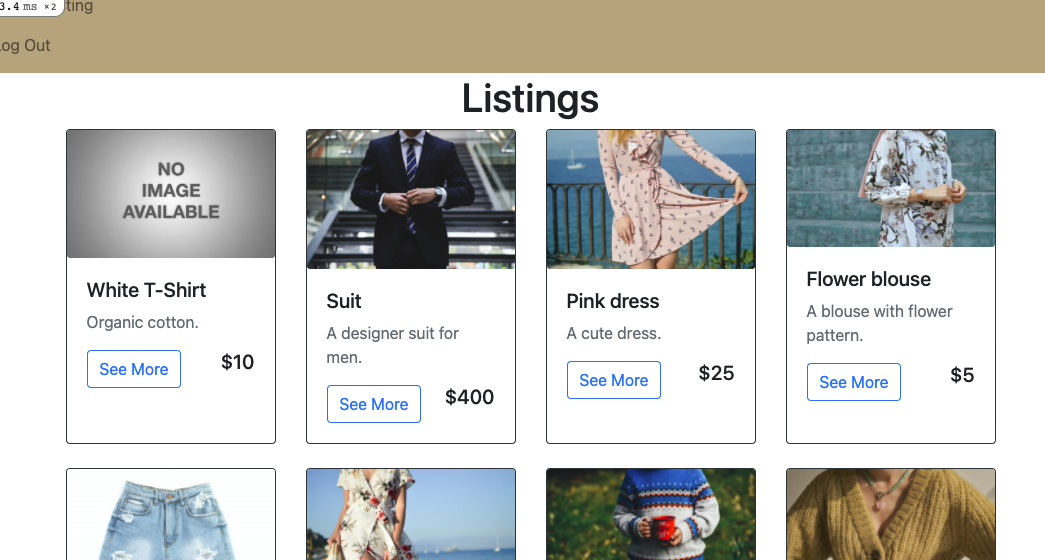 3.4 ms ×2
ting
Log Out
Listings
NO
IMAGE
AVAILABLE
White T-Shirt
Organic cotton.
See More
$10
Suit
A designer suit for
men.
See More
$400
Pink dress
A cute dress.
See More
$25
Flower blouse
A blouse with flower
pattern.
See More
$5